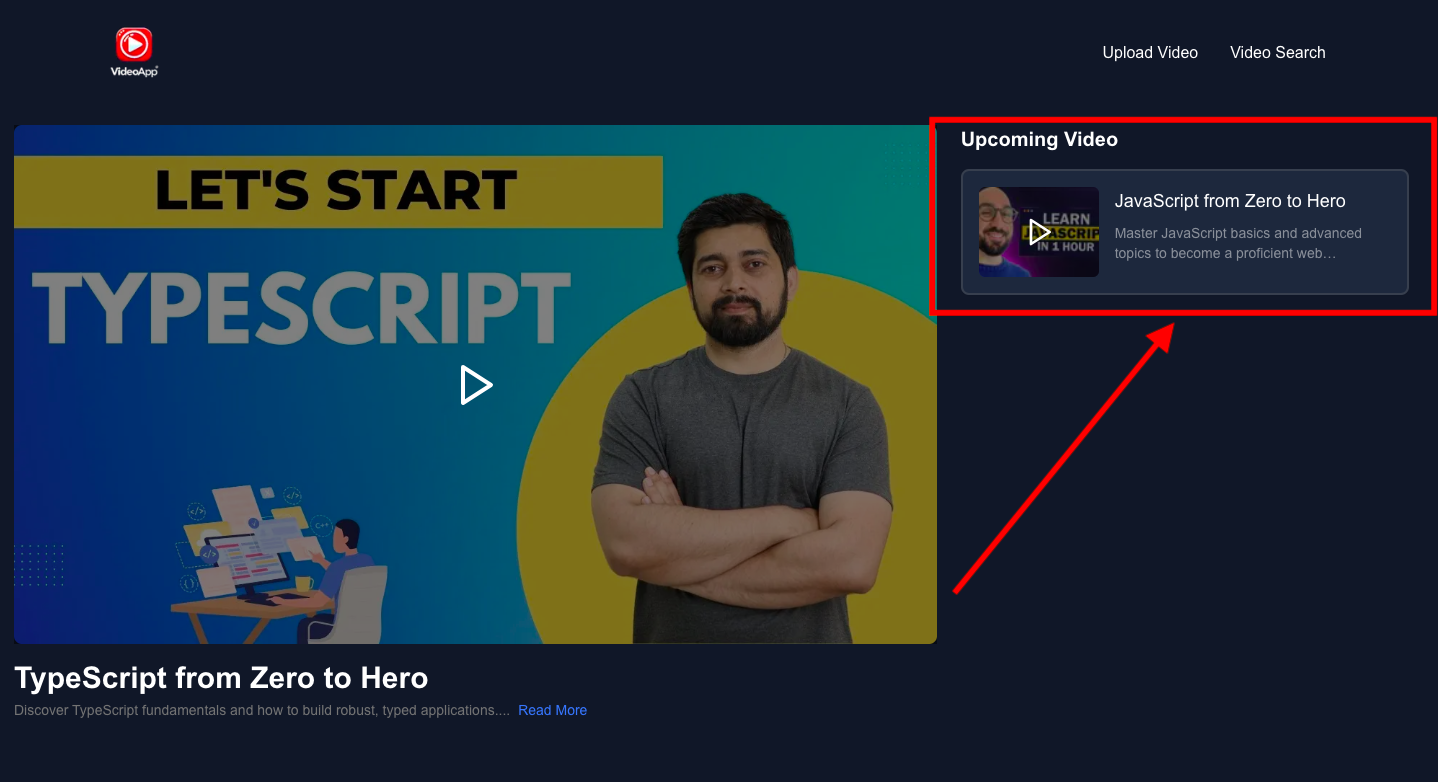 VideoApp
Upload Video
Video Search
LET'S START
TYPESCRIPT
</>
</>
C++
</>
{}
TypeScript from Zero to Hero
Discover TypeScript fundamentals and how to build robust, typed applications.... Read More
Upcoming Video
LEARN
JAVASCRIP
IN 1 HOUR
JavaScript from Zero to Hero
Master JavaScript basics and advanced
topics to become a proficient web…